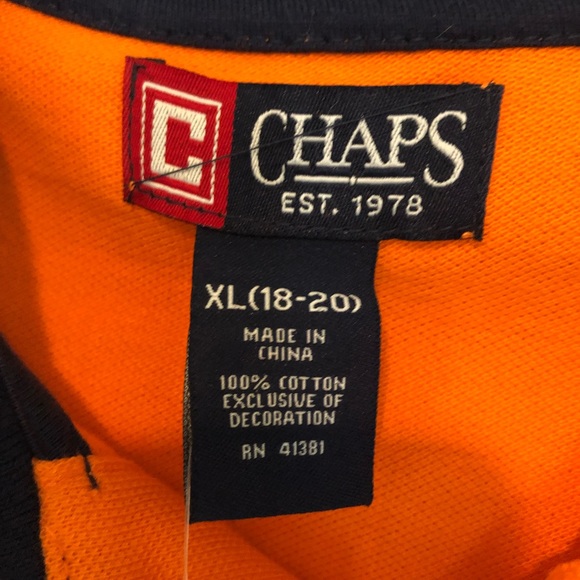 C CHAPS
EST. 1978
XL(18-20)
MADE IN
CHINA
100% COTTON
EXCLUSIVE OF
DECORATION
RN 41381